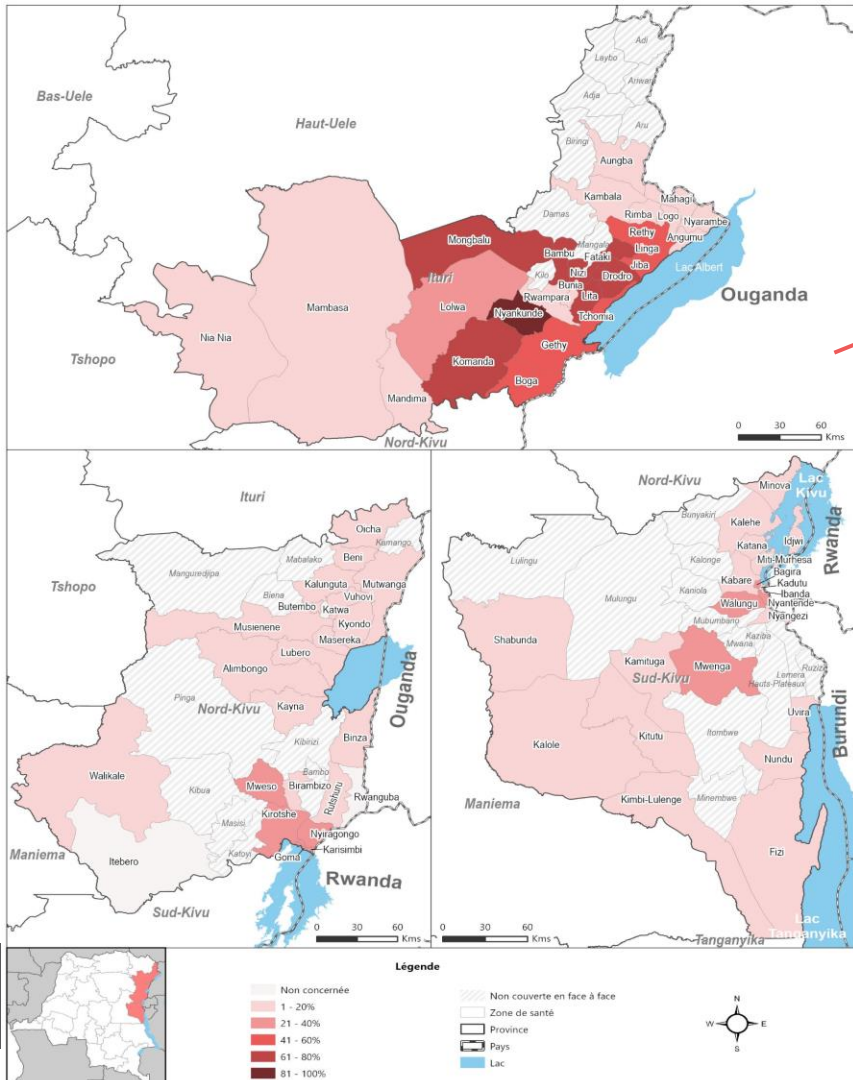 Bas-Uele
Haut-Uele
Tshopo
Ituri
Nord-Kivu
Ouganda
Lac Albert
Adi
Laybo
Anwara
Adja
Aru
Biringi
Aungba
Kambala
Mahagi
Damas
Rimba
Logo
Nyarambe
Rethy
Angumu
Mangala
Linga
Mongbalu
Bambu
Fataki
Jiba
Kilo
Nizi
Drodro
Bunia
Lita
Rwampara
Lolwa
Nyankunde
Tchomia
Mambasa
Nia Nia
Gethy
Komanda
Boga
Mandima
0 30 60
Kms
Ituri
Tshopo
Oicha
Kamango
Mabalako
Beni
Manguredjipa
Kalunguta
Mutwanga
Biena
Vuhovi
Butembo
Katwa
Musienene
Kyondo
Masereka
Lubero
Alimbongo
Ouganda
Pinga
Nord-Kivu
Kayna
Kibirizi
Binza
Walikale
Bambo
Kibua
Mweso
Birambizo
Rutshuru
Rwanguba
Kirotshe
Masisi
Nyiragongo
Maniema
Itebero
Katoyi
Goma
Karisimbi
Rwanda
Sud-Kivu
0 30 60
Kms
Nord-Kivu
Minova
Lac
Kivu
Bunyakiri
Kalehe
Rwanda
Lulingu
Idjwi
Katana
Kalonge
Miti-Murhesa
Bagira
Kabare
Kadutu
Mulungu
Kaniola
Ibanda
Walungu
Nyantende
Nyangezi
Mubumbano
Shabunda
Kaziba
Mwana
Kamituga
Mwenga
Ruzizi
Sud-Kivu
Lemera
Hauts-Plateaux
Uvira
Burundi
Itombwe
Kalole
Kitutu
Nundu
Maniema
Kimbi-Lulenge
Minembwe
Fizi
Lac
Tanganyika
Tanganyika
0 30 60
Kms
Légende
Non concernée
1 - 20%
21 - 40%
41 - 60%
61 - 80%
81 - 100%
Non couverte en face à face
Zone de santé
Province
Pays
Lac
N
W E
S